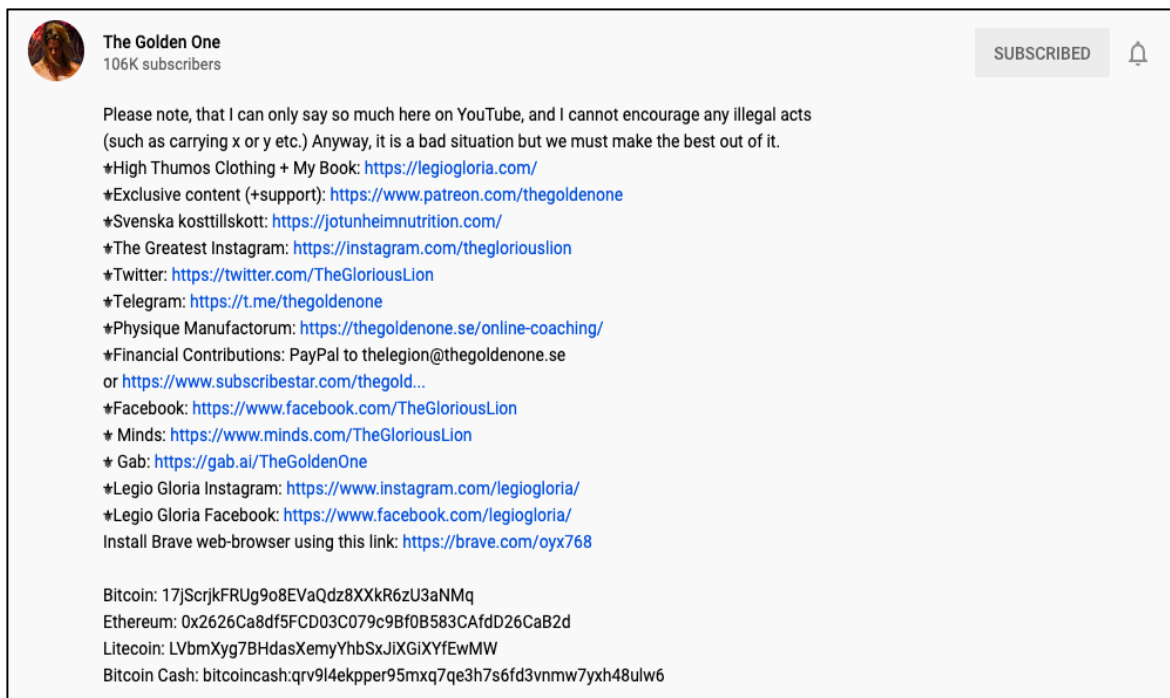 The Golden One
106K subscribers
SUBSCRIBED
Please note, that I can only say so much here on YouTube, and I cannot encourage any illegal acts
(such as carrying x or y etc.) Anyway, it is a bad situation but we must make the best out of it.
⚜High Thumos Clothing + My Book: https://legiogloria.com/
⚜Exclusive content (+support): https://www.patreon.com/thegoldenone
⚜Svenska kosttillskott: https://jotunheimnutrition.com/
⚜The Greatest Instagram: https://instagram.com/thegloriouslion
⚜Twitter: https://twitter.com/TheGloriousLion
⚜Telegram: https://t.me/thegoldenone
⚜Physique Manufactorum: https://thegoldenone.se/online-coaching/
⚜Financial Contributions: PayPal to thelegion@thegoldenone.se
or https://www.subscribestar.com/thegold...
⚜Facebook: https://www.facebook.com/TheGloriousLion
⚜ Minds: https://www.minds.com/TheGloriousLion
⚜ Gab: https://gab.ai/TheGoldenOne
⚜Legio Gloria Instagram: https://www.instagram.com/legiogloria/
⚜Legio Gloria Facebook: https://www.facebook.com/legiogloria/
Install Brave web-browser using this link: https://brave.com/oyx768
Bitcoin: 17jScrjkFRUg9o8EVaQdz8XXkR6zU3aNMq
Ethereum: 0x2626Ca8df5FCD03C079c9Bf0B583CAfdD26CaB2d
Litecoin: LVbmXyg7BHdasXemyYhbSxJiXGiXYfEwMW
Bitcoin Cash: bitcoincash:qrv9l4ekpper95mxq7qe3h7s6fd3vnmw7yxh48ulw6